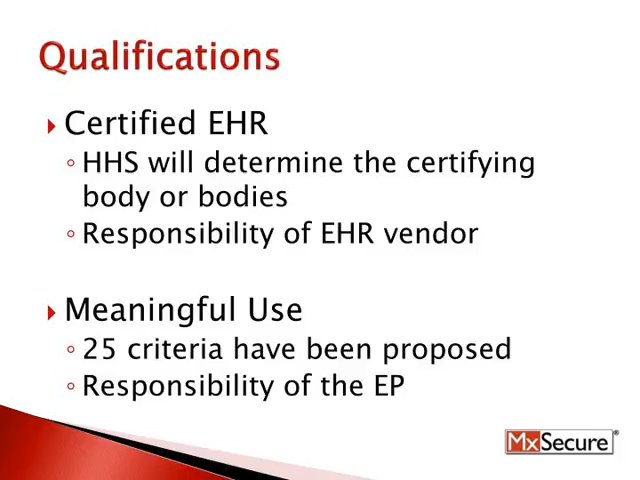 Qualifications
Certified EHR
HHS will determine the certifying
body or bodies
Responsibility of EHR vendor
Meaningful Use
25 criteria have been proposed
Responsibility of the EP
MxSecure®